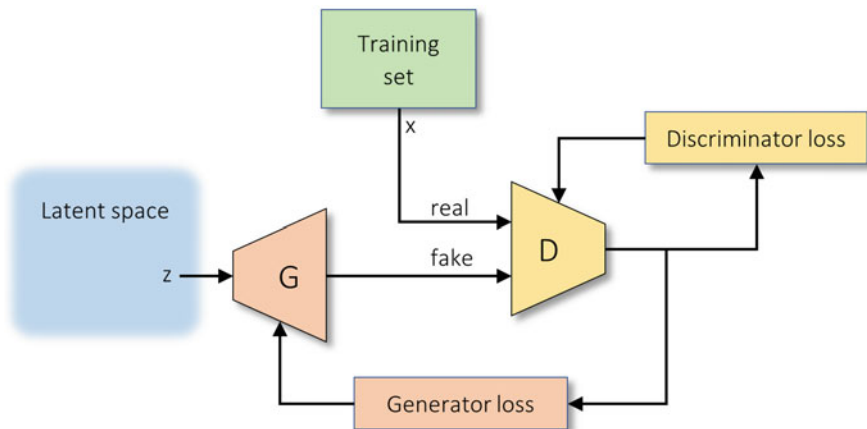 Training
set
x
Discriminator loss
Latent space
real
D
fake
z
G
Generator loss